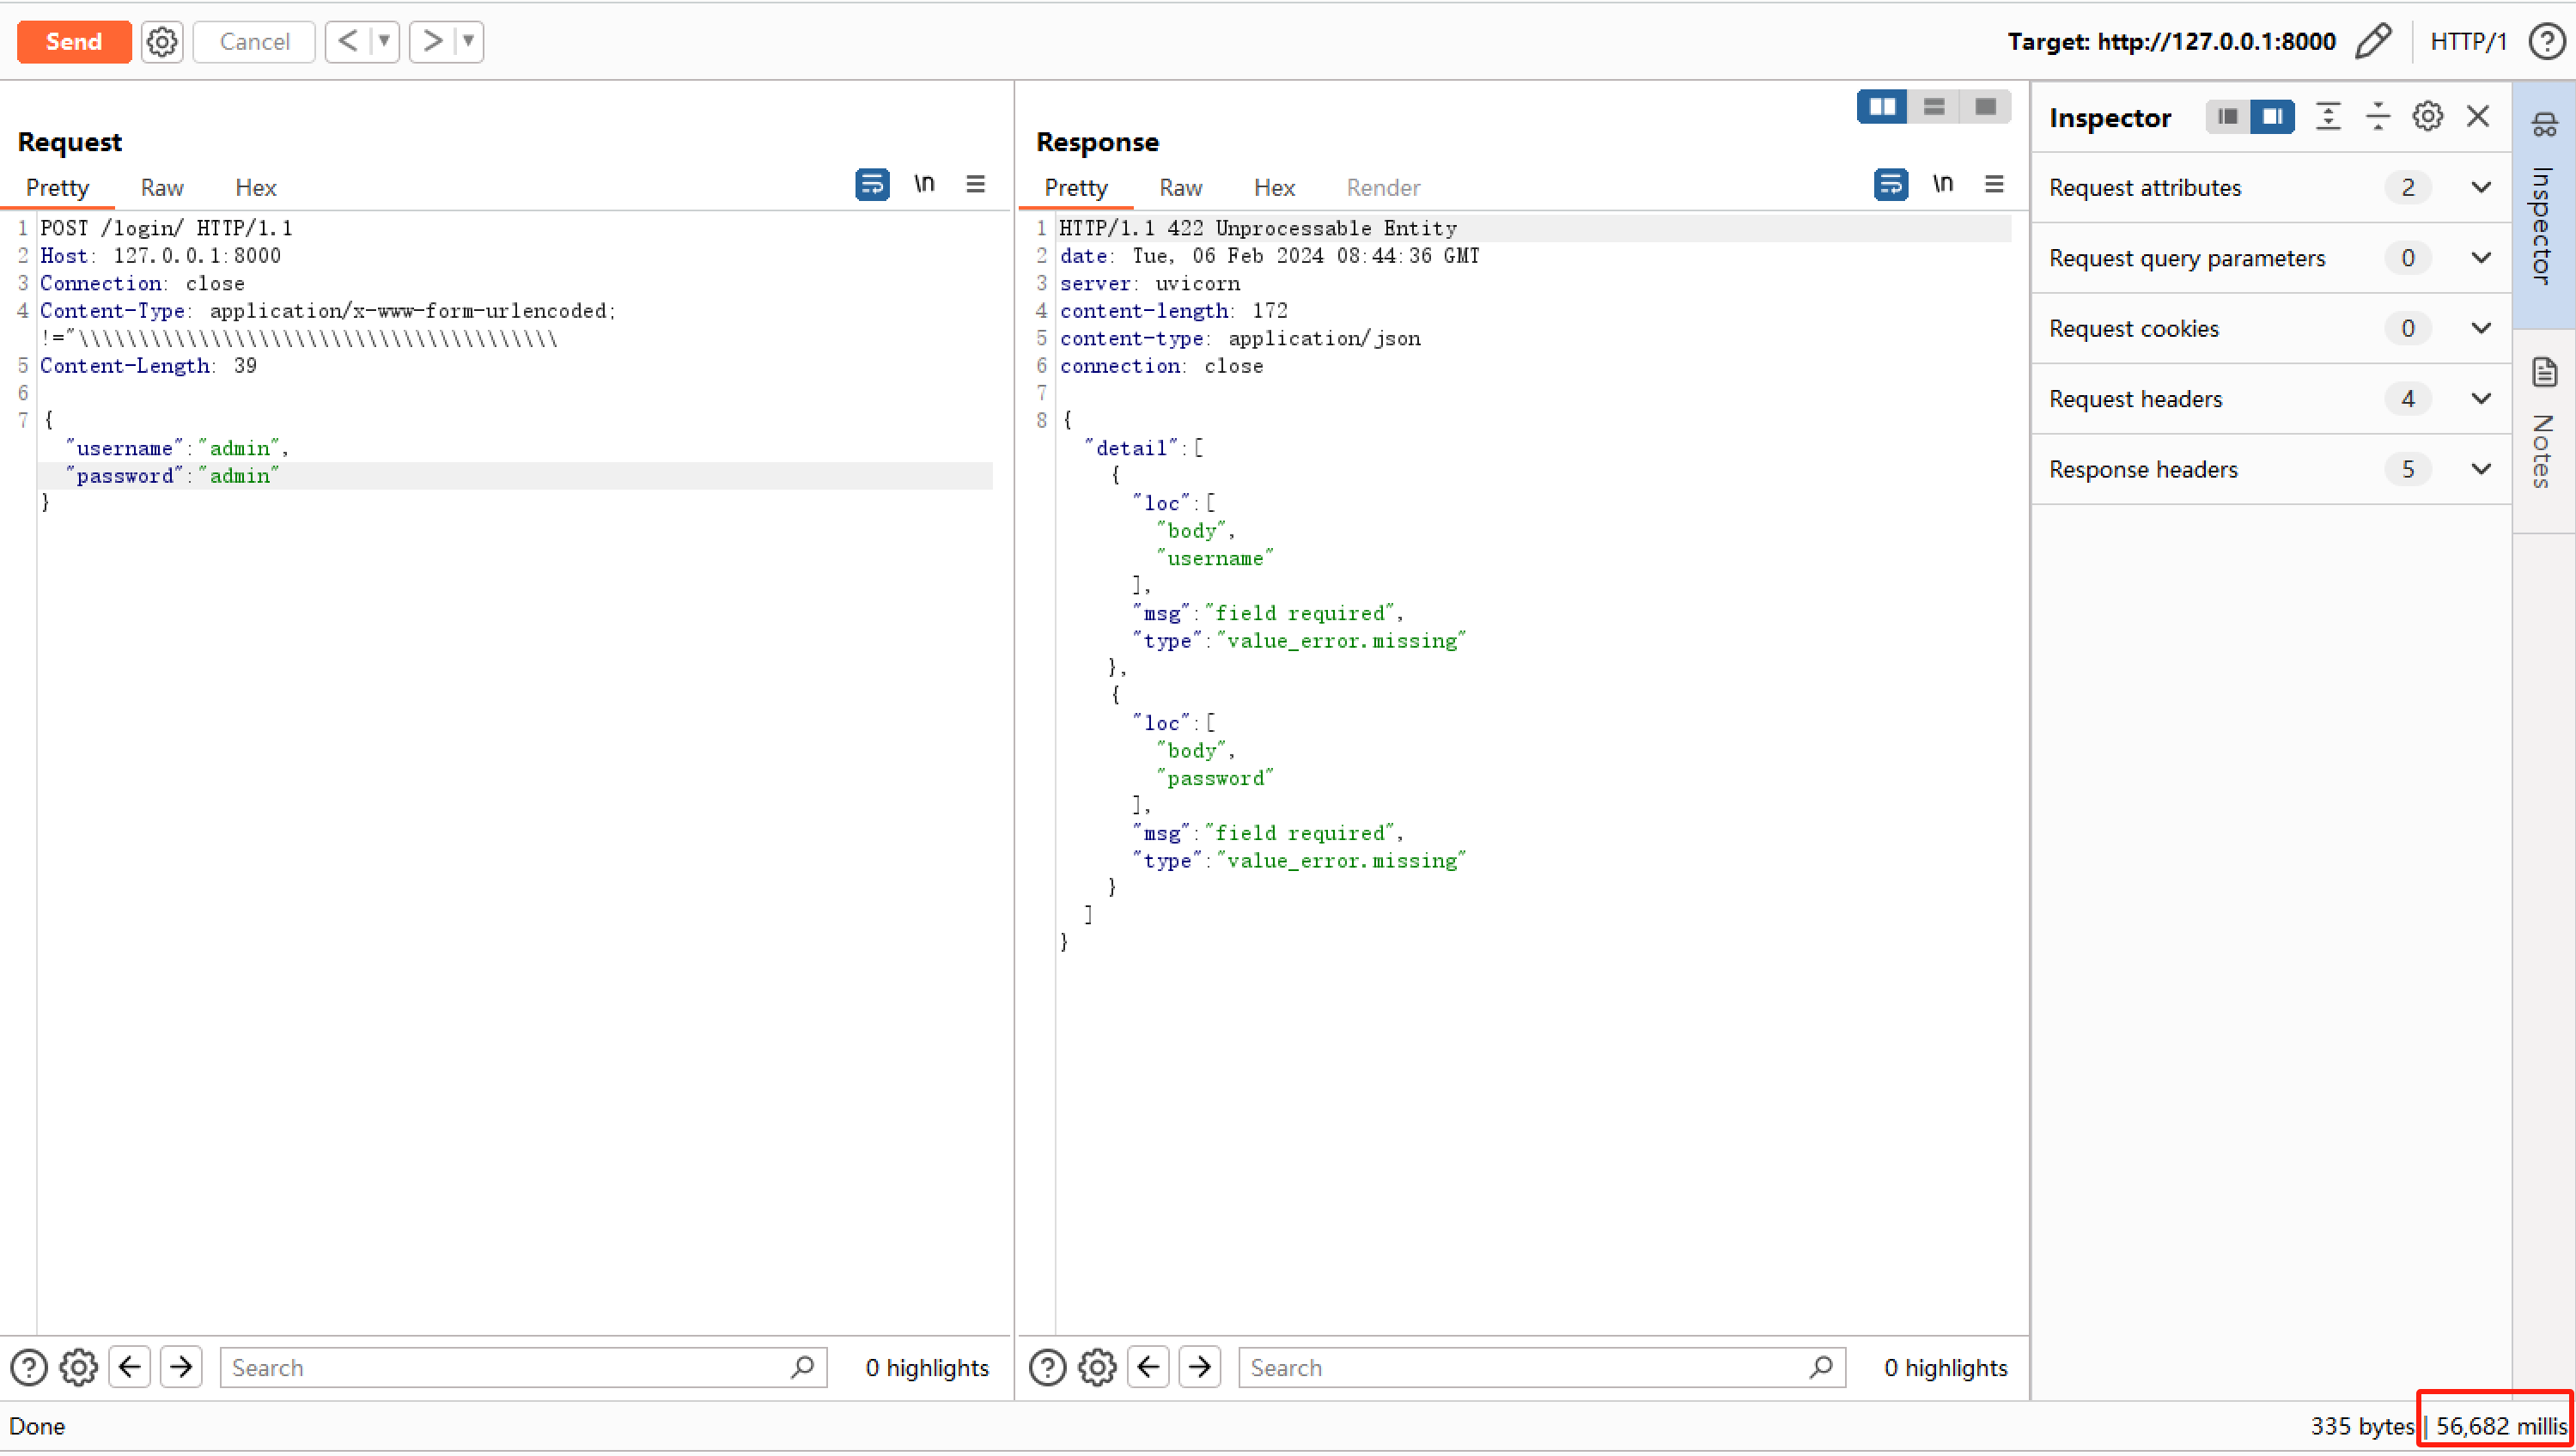 Send Cancel < ▼ > ▼ Target: http://127.0.0.1:8000 HTTP/1 ?
Request
Pretty Raw Hex \n
1 POST /login/ HTTP/1.1
2 Host: 127.0.0.1:8000
3 Connection: close
4 Content-Type: application/x-www-form-urlencoded;
!="\\\\\\\\\\\\\\\\\\\\\\\\\\\\\\\\\\\\\\\\
5 Content-Length: 39
6
7 {
"username":"admin",
"password":"admin"
}
? Search 0 highlights
Response
Pretty Raw Hex Render \n
1 HTTP/1.1 422 Unprocessable Entity
2 date: Tue, 06 Feb 2024 08:44:36 GMT
3 server: uvicorn
4 content-length: 172
5 content-type: application/json
6 connection: close
7
8 {
"detail":[
{
"loc":[
"body",
"username"
],
"msg":"field required",
"type":"value_error.missing"
},
{
"loc":[
"body",
"password"
],
"msg":"field required",
"type":"value_error.missing"
}
]
}
? Search 0 highlights
Inspector
Request attributes 2
Request query parameters 0
Request cookies 0
Request headers 4
Response headers 5
Inspector
Notes
Done 335 bytes | 56,682 millis